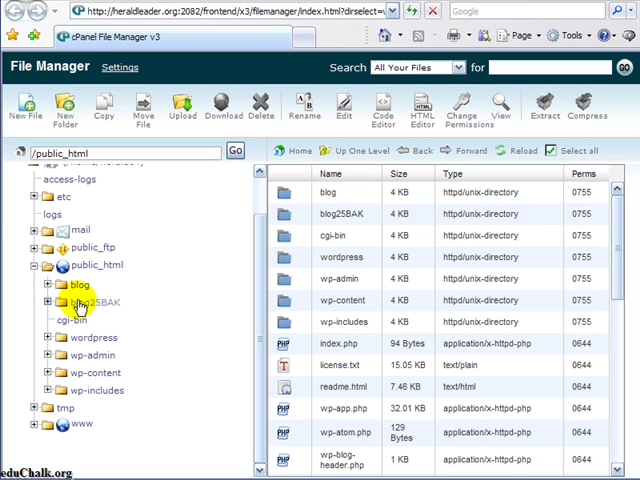 http://heraldleader.org:2082/frontend/x3/filemanager/index.html?dirselect=
Google
cPanel File Manager v3
Page
Tools
File Manager
Settings
Search
All Your Files
for
GO
New File
New Folder
Copy
Move File
Upload
Download
Delete
Rename
Edit
Code Editor
HTML Editor
Change Permissions
View
Extract
Compress
/public_html
Go
Home
Up One Level
Back
Forward
Reload
Select all
access-logs
etc
logs
mail
public_ftp
public_html
blog
blog25BAK
cgi-bin
wordpress
wp-admin
wp-content
wp-includes
tmp
www
Name Size Type Perms
blog 4 KB httpd/unix-directory 0755
blog25BAK 4 KB httpd/unix-directory 0755
cgi-bin 4 KB httpd/unix-directory 0755
wordpress 4 KB httpd/unix-directory 0755
wp-admin 4 KB httpd/unix-directory 0755
wp-content 4 KB httpd/unix-directory 0755
wp-includes 4 KB httpd/unix-directory 0755
index.php 94 Bytes application/x-httpd-php 0644
license.txt 15.05 KB text/plain 0644
readme.html 7.46 KB text/html 0644
wp-app.php 32.01 KB application/x-httpd-php 0644
wp-atom.php 129 Bytes application/x-httpd-php 0644
wp-blog-header.php 1 KB application/x-httpd-php 0644
eduChalk.org